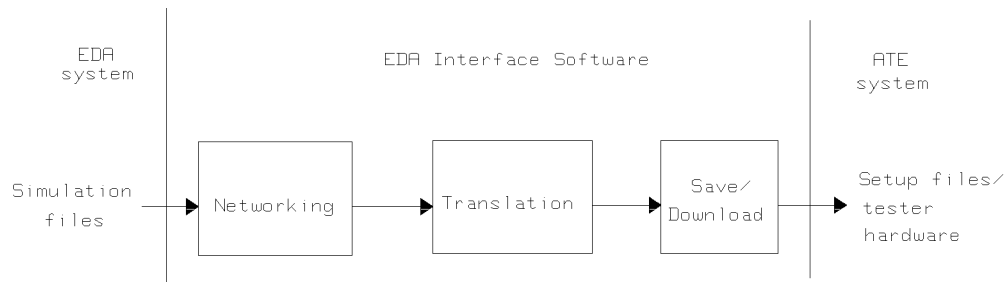 EDA
system
EDA Interface Software
ATE
system
Simulation
files
Networking
Translation
Save/
Download
Setup files/
tester
hardware